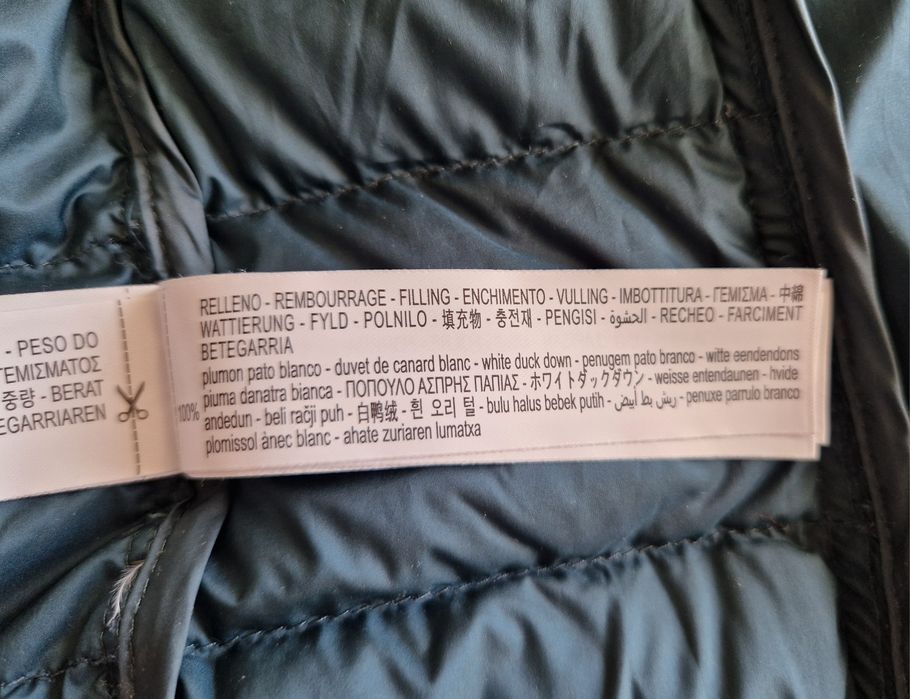 - PESO DO
ΓΕΜΙΣΜΑΤΟΣ
중량 - BERAT
EGARRIAREN
RELLENO - REMBOURRAGE - FILLING - ENCHIMENTO - VULLING - IMBOTTITURA - ΓΕΜΙΣΜΑ - 中綿
WATTIERUNG - FYLD - POLNILO - 填充物 - 충전재 - PENGISI - الحشوة - RECHEO - FARCIMENT
BETEGARRIA
100%
plumon pato blanco - duvet de canard blanc - white duck down - penugem pato branco - witte eendendons
piuma danatra bianca - ΠΟΠΟΥΛΟ ΑΣΠΡΗΣ ΠΑΠΙΑΣ - ホワイトダックダウン - weisse entendaunen - hvide
andedun - beli račji puh - 白鸭绒 - 흰 오리 털 - bulu halus bebek putih - ريش بط أبيض - penuxe parrulo branco
plomissol ànec blanc - ahate zuriaren lumatxa